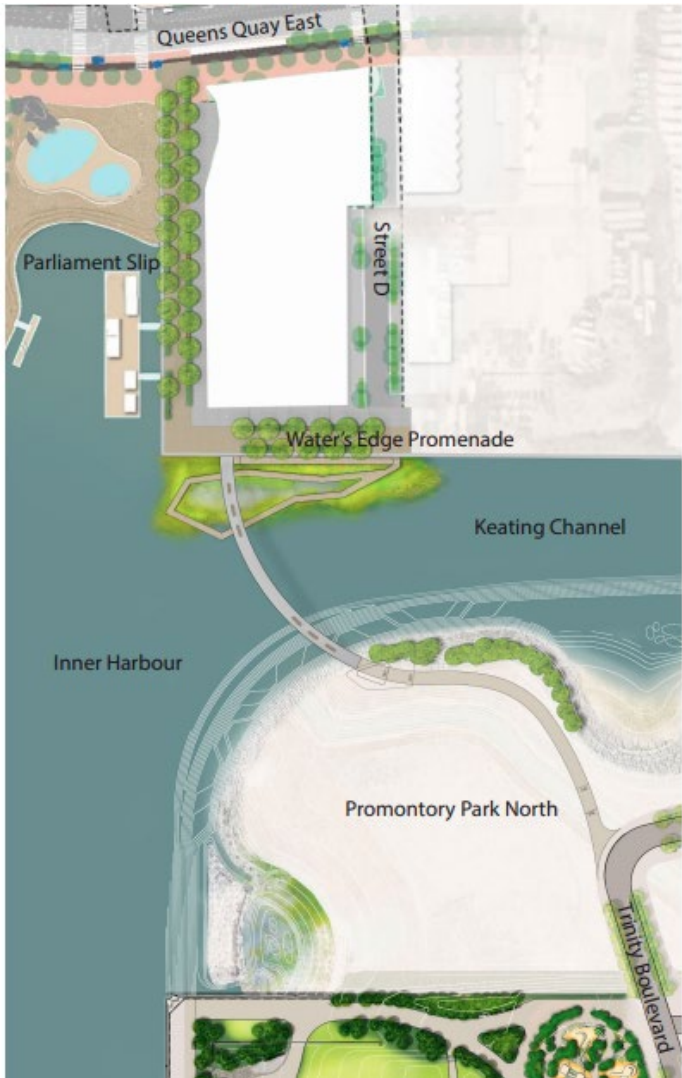 Queens Quay East
Parliament Slip
Street D
Water's Edge Promenade
Keating Channel
Inner Harbour
Promontory Park North
Trinity Boulevard